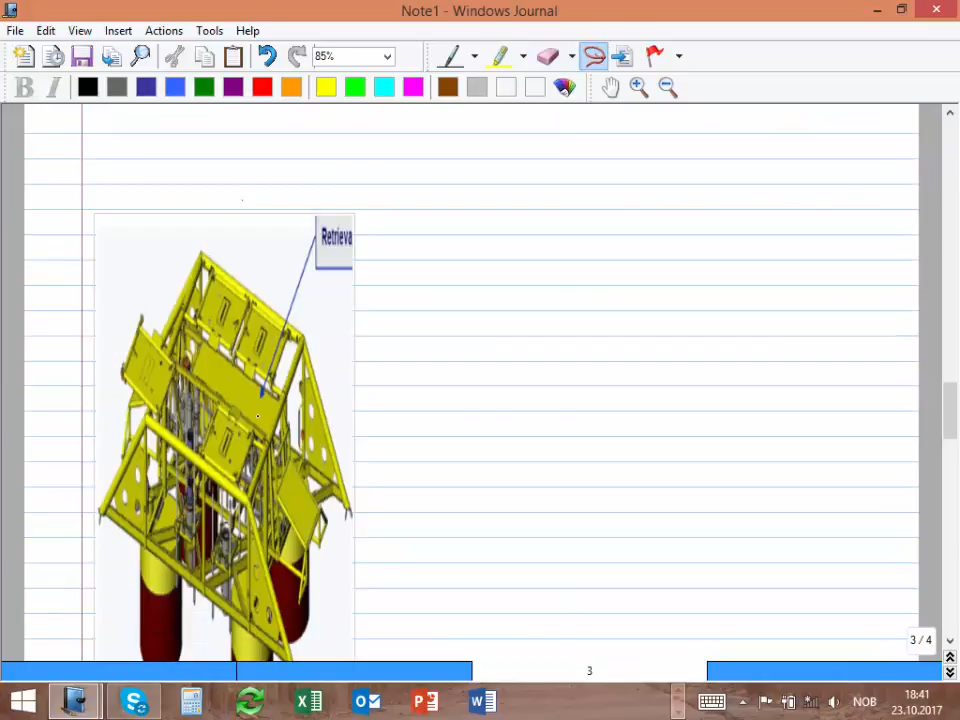 Note1 - Windows Journal
File Edit View Insert Actions Tools Help
85%
B I
Retrieva
3 / 4
3
NOB
18:41
23.10.2017